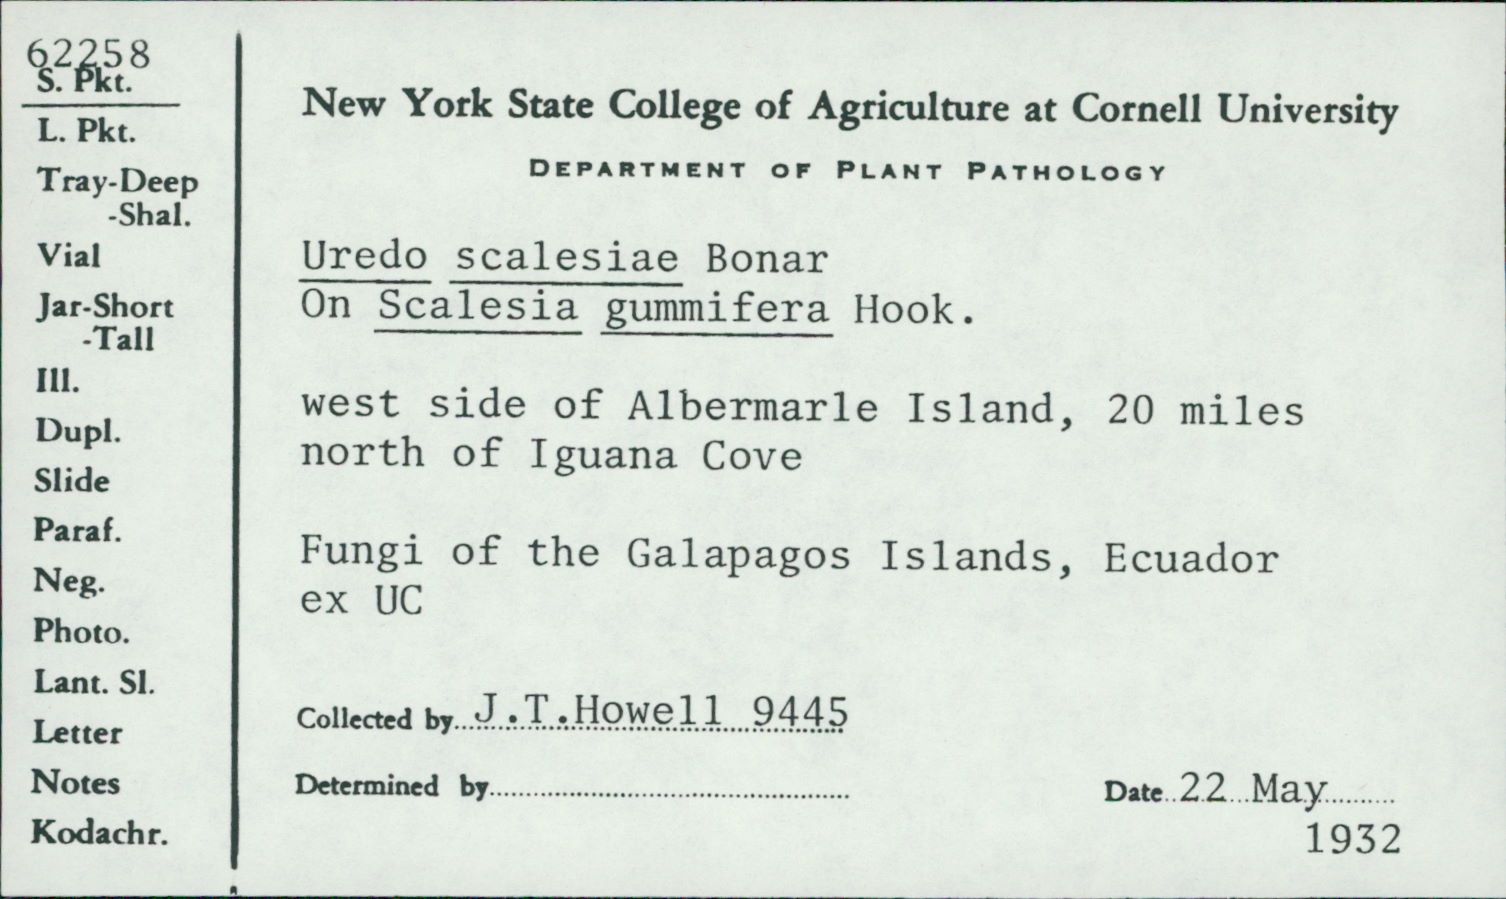 62258
S. Pkt.
L. Pkt.
Tray-Deep
-Shal.
Vial
Jar-Short
-Tall
Ill.
Dupl.
Slide
Paraf.
Neg.
Photo.
Lant. Sl.
Letter
Notes
Kodachr.
New York State College of Agriculture at Cornell University
DEPARTMENT OF PLANT PATHOLOGY
Uredo scalesiae Bonar
On Scalesia gummifera Hook.
west side of Albermarle Island, 20 miles
north of Iguana Cove
Fungi of the Galapagos Islands, Ecuador
ex UC
Collected by J.T.Howell 9445
Determined by
Date 22 May
1932